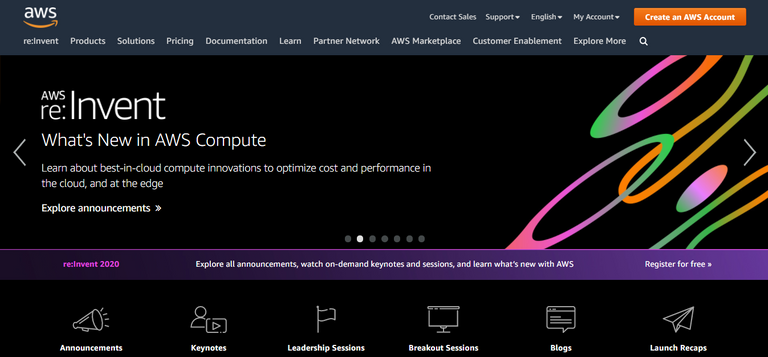 aws
Contact Sales Support English My Account Create an AWS Account
re:Invent Products Solutions Pricing Documentation Learn Partner Network AWS Marketplace Customer Enablement Explore More
AWS
re:Invent
What's New in AWS Compute
Learn about best-in-cloud compute innovations to optimize cost and performance in
the cloud, and at the edge
Explore announcements »
re:Invent 2020 Explore all announcements, watch on-demand keynotes and sessions, and learn what's new with AWS Register for free »
Announcements Keynotes Leadership Sessions Breakout Sessions Blogs Launch Recaps